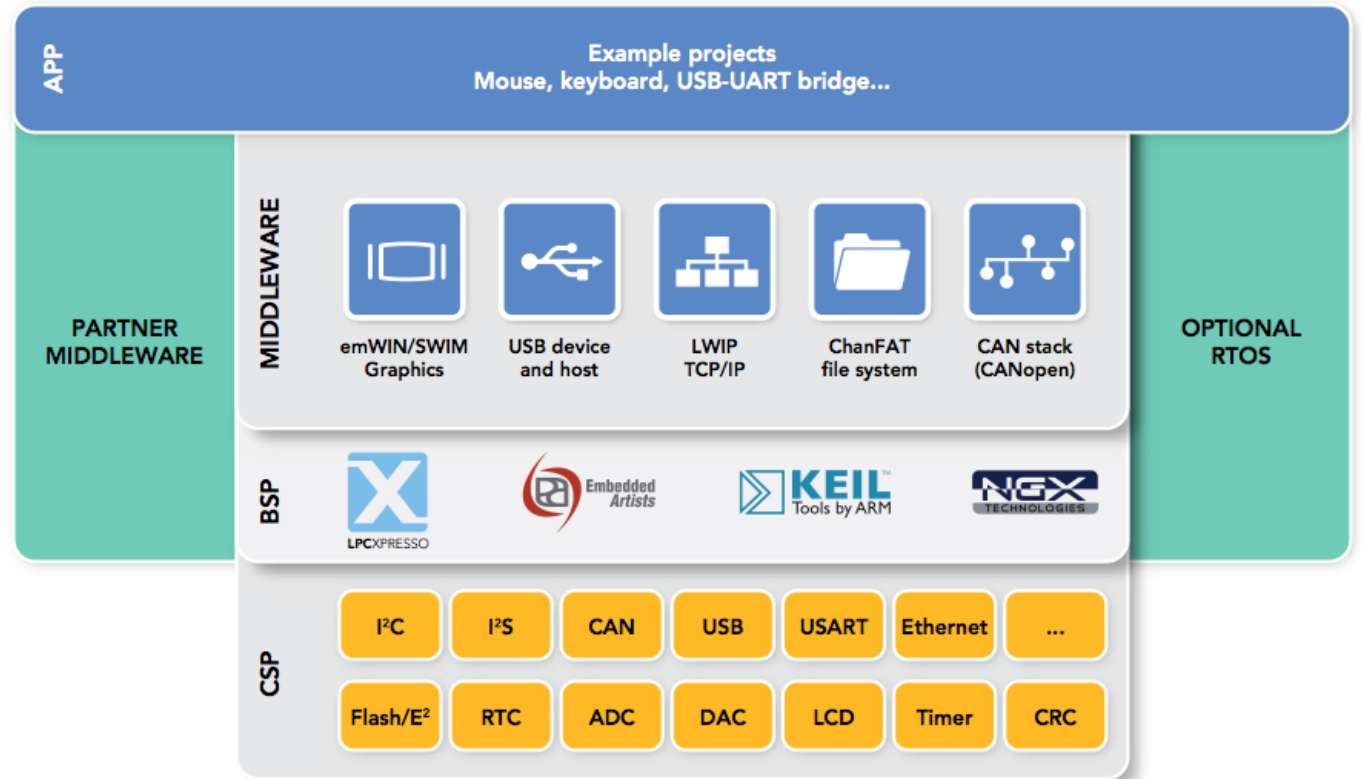 APP
Example projects
Mouse, keyboard, USB-UART bridge...
PARTNER
MIDDLEWARE
MIDDLEWARE
emWIN/SWIM
Graphics
USB device
and host
LWIP
TCP/IP
ChanFAT
file system
CAN stack
(CANopen)
OPTIONAL
RTOS
BSP
LPCXPRESSO
Embedded
Artists
KEIL™
Tools by ARM
NGX
TECHNOLOGIES
CSP
I²C
I²S
CAN
USB
USART
Ethernet
...
Flash/E²
RTC
ADC
DAC
LCD
Timer
CRC